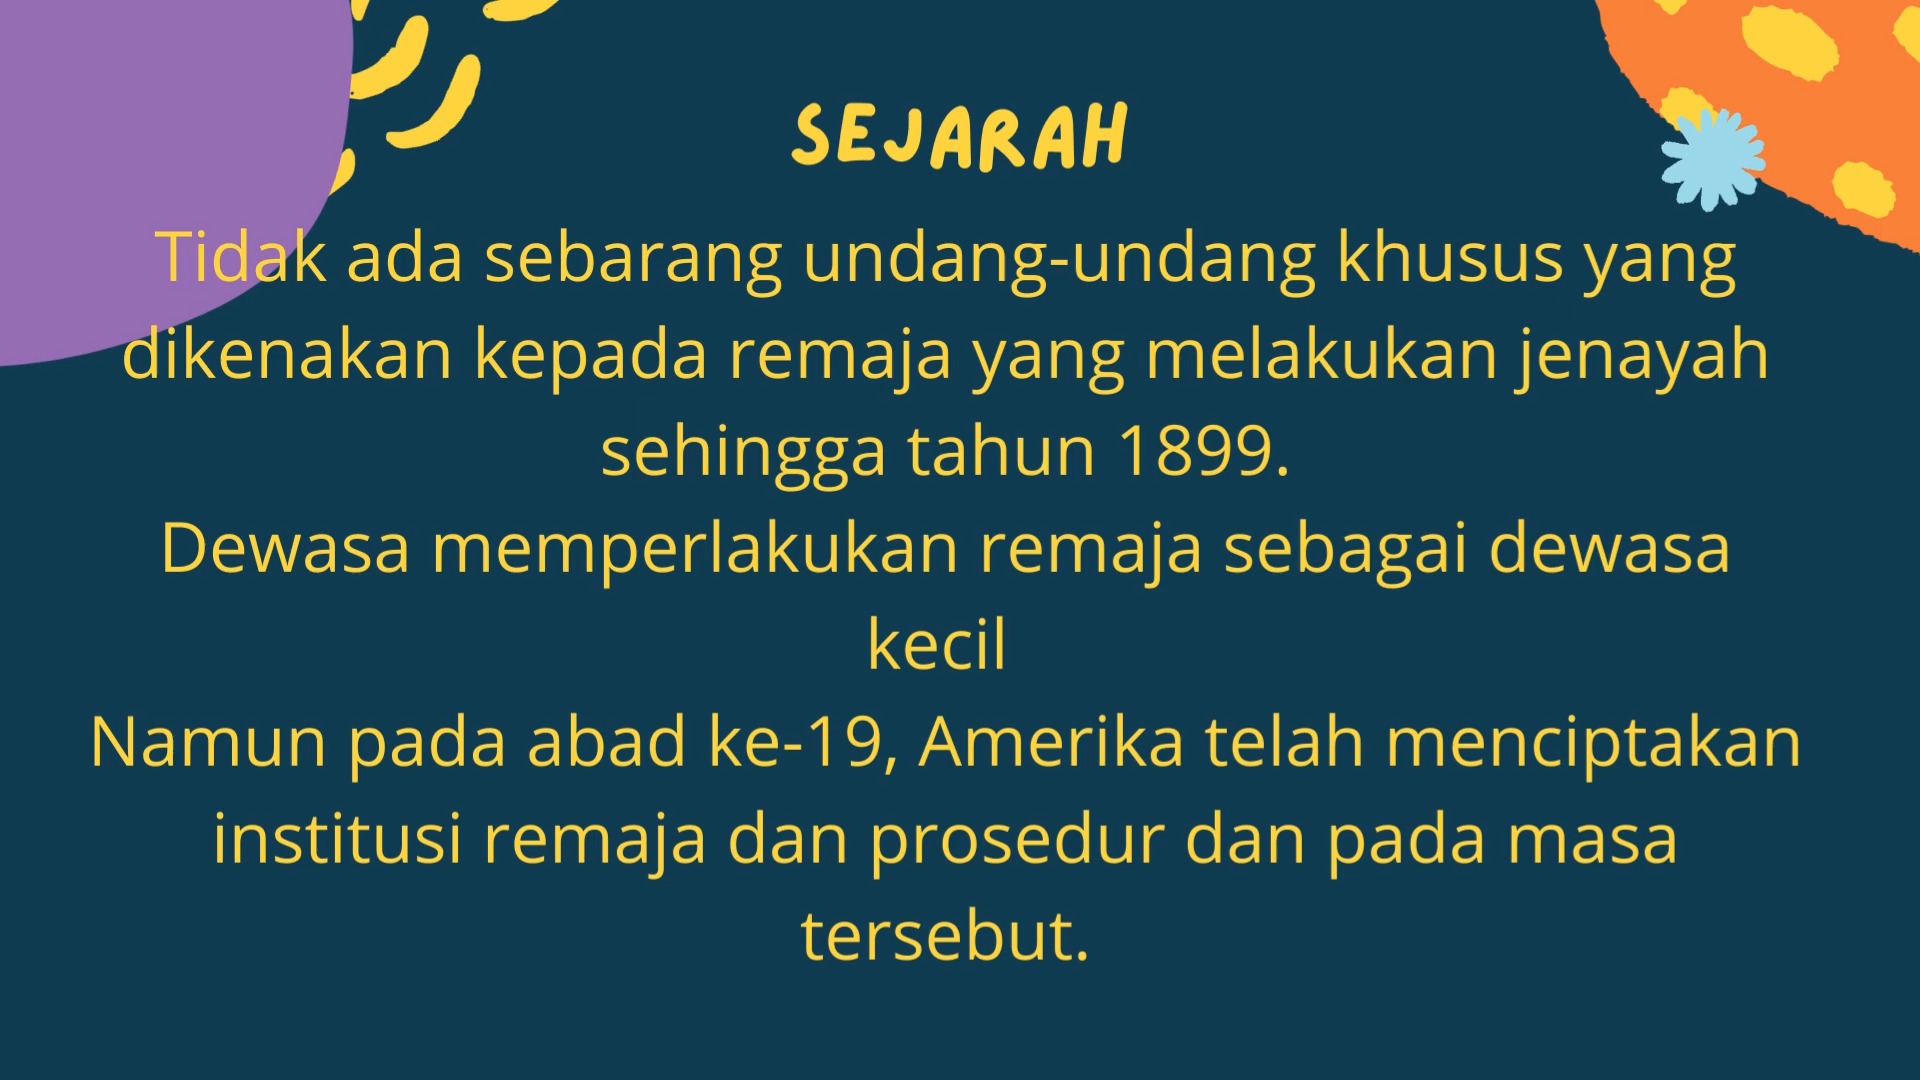 SEJARAH
Tidak ada sebarang undang-undang khusus yang
dikenakan kepada remaja yang melakukan jenayah
sehingga tahun 1899.
Dewasa memperlakukan remaja sebagai dewasa
kecil
Namun pada abad ke-19, Amerika telah menciptakan
institusi remaja dan prosedur dan pada masa
tersebut.